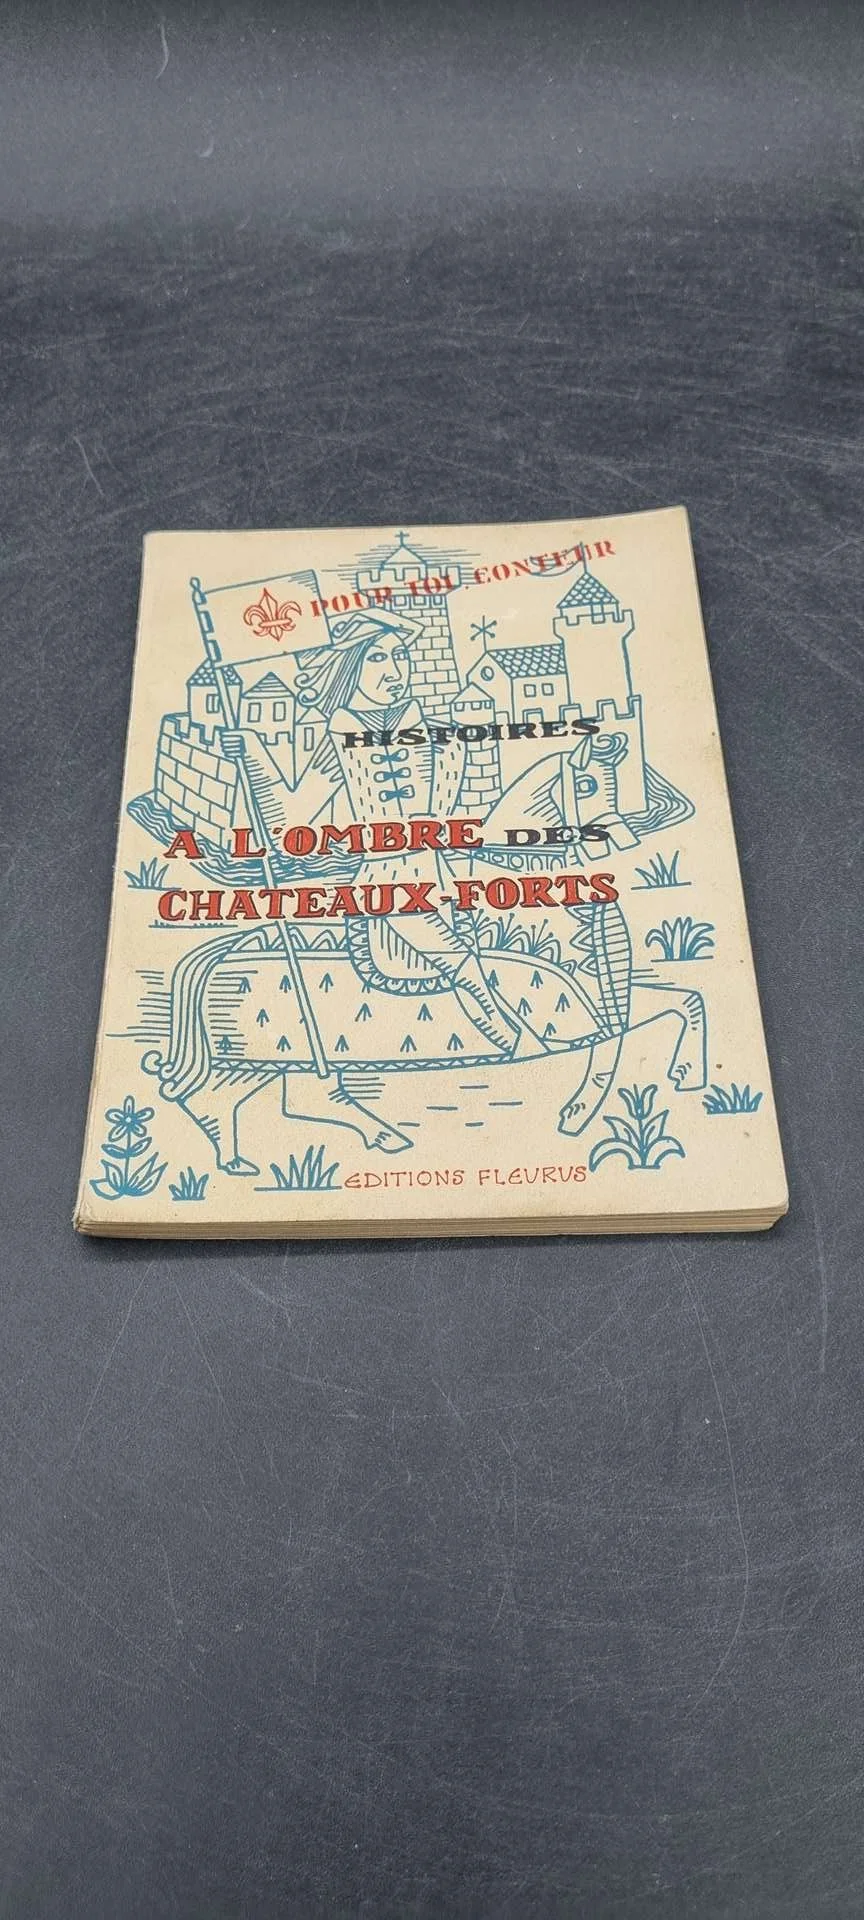 POUR TOI CONTEUR
HISTOIRES
A L'OMBRE DES
CHATEAUX-FORTS
EDITIONS FLEURUS